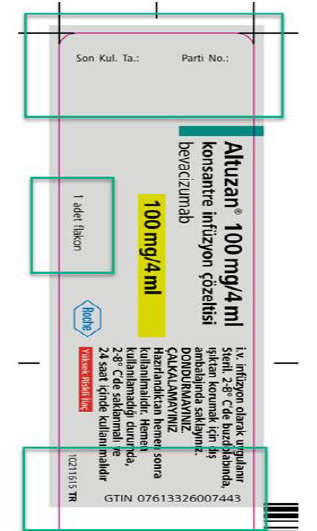 Son Kul. Ta.:
Parti No.:
Altuzan® 100 mg/4 ml
konsantre infüzyon çözeltisi
bevacizumab
100 mg/4 ml
1 adet flakon
Roche
i.v. infüzyon olarak uygulanır
Steril. 2-8° C'de buzdolabında,
ışıktan korumak için dış
ambalajında saklayınız.
DONDURMAYINIZ
ÇALKALAMAYINIZ
Hazırlandıktan hemen sonra
kullanılmalıdır. Hemen
kullanılamadığı durumda,
2-8° C'de saklanmalı ve
24 saat içinde kullanılmalıdır
Yüksek Riskli İlaç
10211615 TR
GTIN 07613326007443